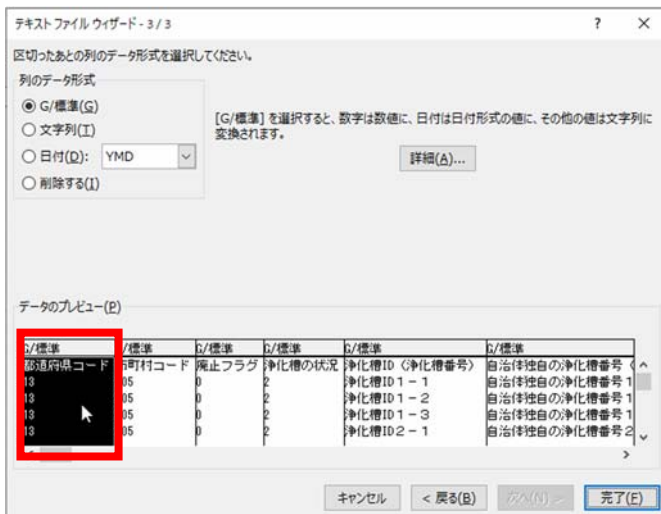 テキスト ファイル ウィザード - 3 / 3 ? ×
区切ったあとの列のデータ形式を選択してください。
列のデータ形式
G/標準(G)
文字列(T)
日付(D): YMD
削除する(I)
[G/標準] を選択すると、数字は数値に、日付は日付形式の値に、その他の値は文字列に
変換されます。
詳細(A)...
データのプレビュー(P)
G/標準 /標準 G/標準 G/標準 G/標準 G/標準
都道府県コード 市町村コード 廃止フラグ 浄化槽の状況 浄化槽ID(浄化槽番号) 自治体独自の浄化槽番号(
13 05 0 2 浄化槽ID1-1 自治体独自の浄化槽番号1
13 05 0 2 浄化槽ID1-2 自治体独自の浄化槽番号1
13 05 0 2 浄化槽ID1-3 自治体独自の浄化槽番号1
13 05 0 2 浄化槽ID2-1 自治体独自の浄化槽番号2
キャンセル < 戻る(B) 次へ(N) > 完了(F)